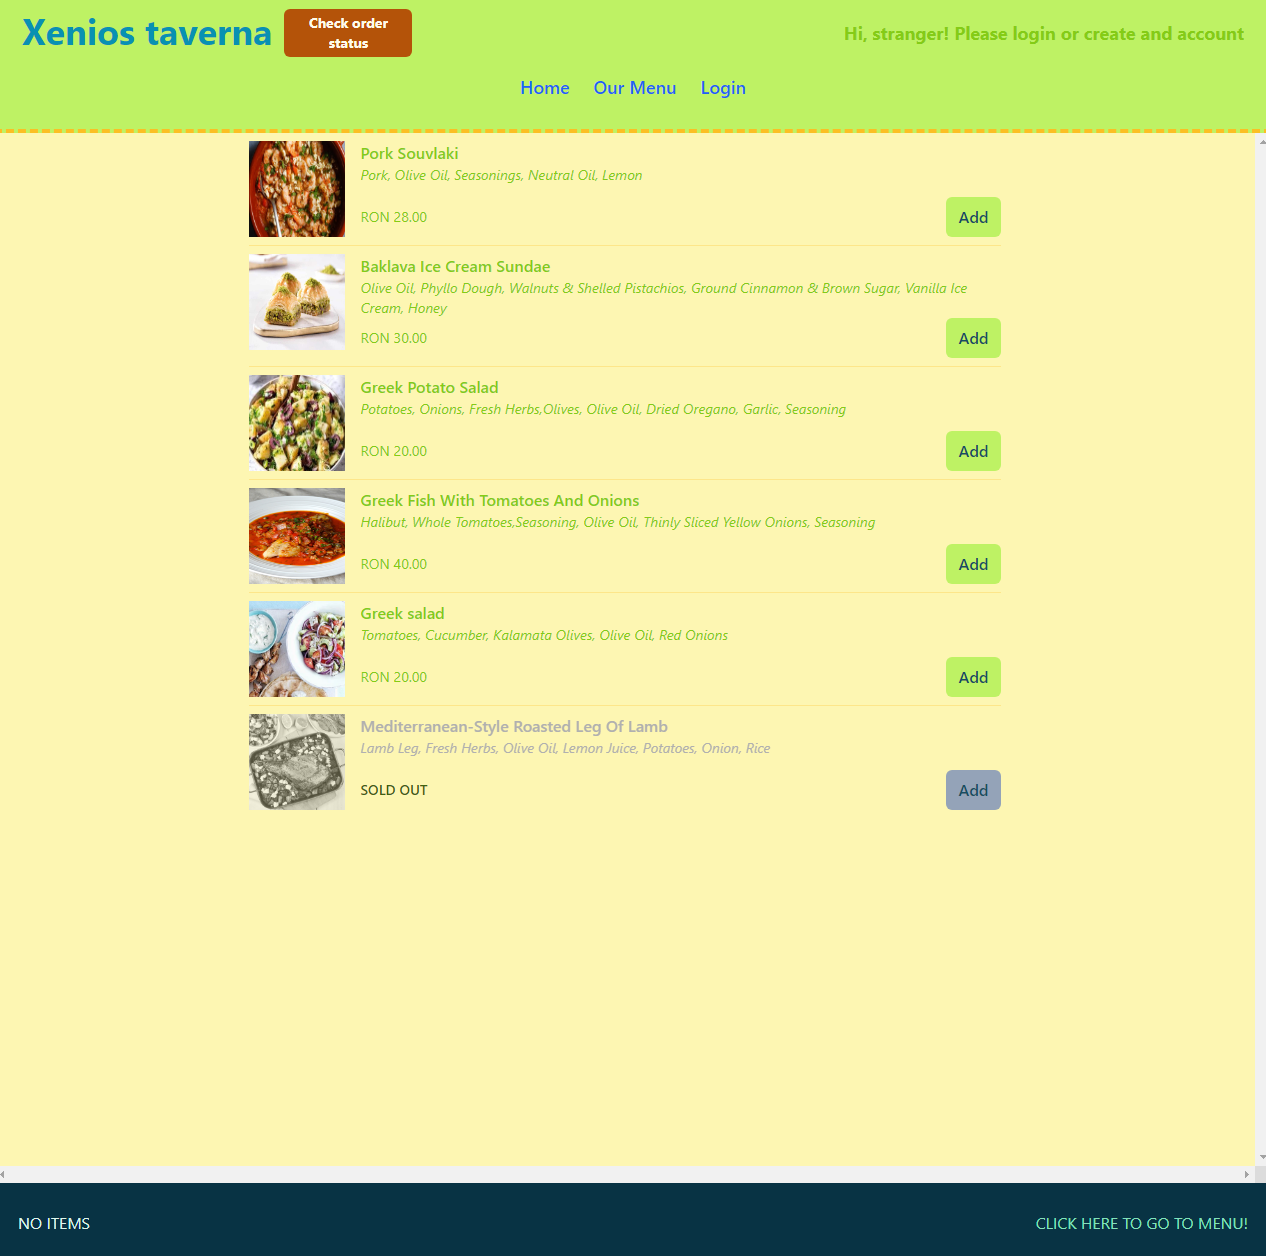 Xenios taverna
Check order
status
Hi, stranger! Please login or create and account
Home Our Menu Login
Pork Souvlaki
Pork, Olive Oil, Seasonings, Neutral Oil, Lemon
RON 28.00
Add
Baklava Ice Cream Sundae
Olive Oil, Phyllo Dough, Walnuts & Shelled Pistachios, Ground Cinnamon & Brown Sugar, Vanilla Ice
Cream, Honey
RON 30.00
Add
Greek Potato Salad
Potatoes, Onions, Fresh Herbs,Olives, Olive Oil, Dried Oregano, Garlic, Seasoning
RON 20.00
Add
Greek Fish With Tomatoes And Onions
Halibut, Whole Tomatoes,Seasoning, Olive Oil, Thinly Sliced Yellow Onions, Seasoning
RON 40.00
Add
Greek salad
Tomatoes, Cucumber, Kalamata Olives, Olive Oil, Red Onions
RON 20.00
Add
Mediterranean-Style Roasted Leg Of Lamb
Lamb Leg, Fresh Herbs, Olive Oil, Lemon Juice, Potatoes, Onion, Rice
SOLD OUT
Add
NO ITEMS
CLICK HERE TO GO TO MENU!